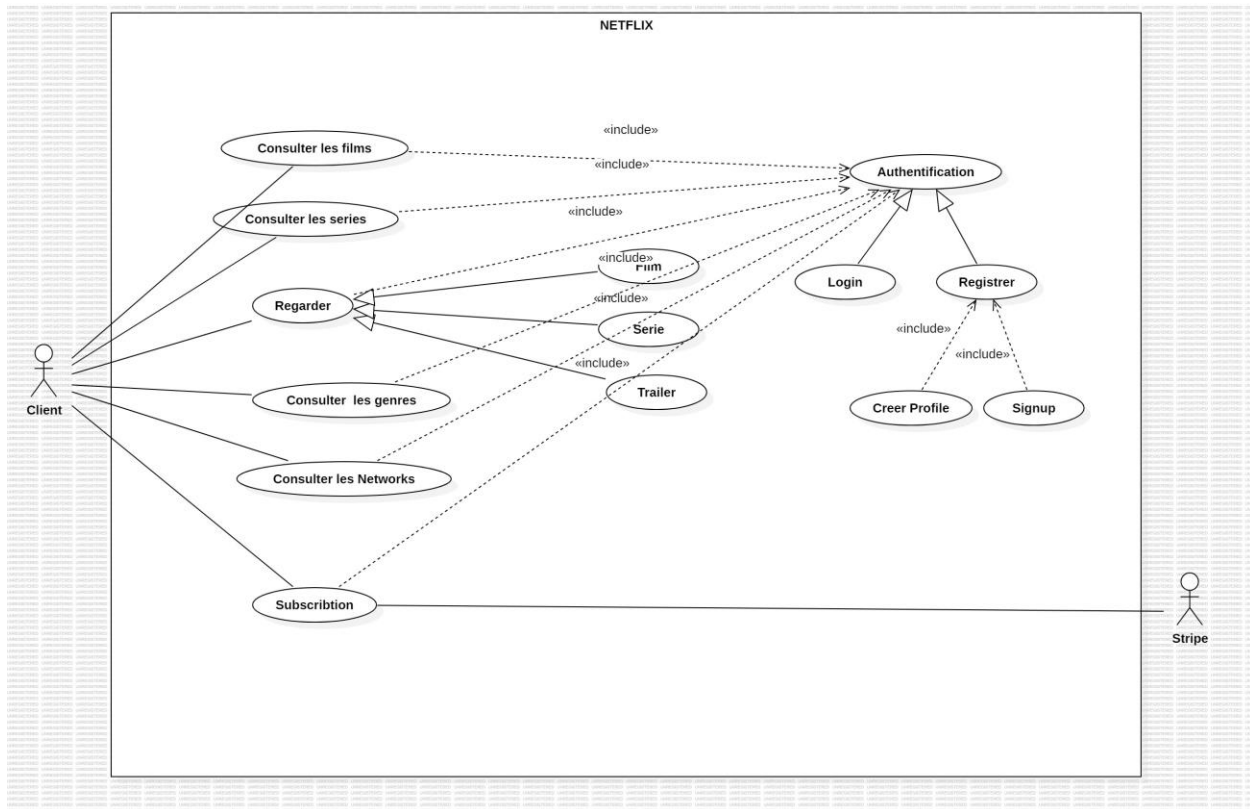 NETFLIX
«include»
Consulter les films
«include»
Authentification
«include»
Consulter les series
«include»
Film
Login
Registrer
«include»
Regarder
Serie
«include»
«include»
«include»
Trailer
Consulter  les genres
Creer Profile
Signup
Client
Consulter les Networks
Subscribtion
Stripe